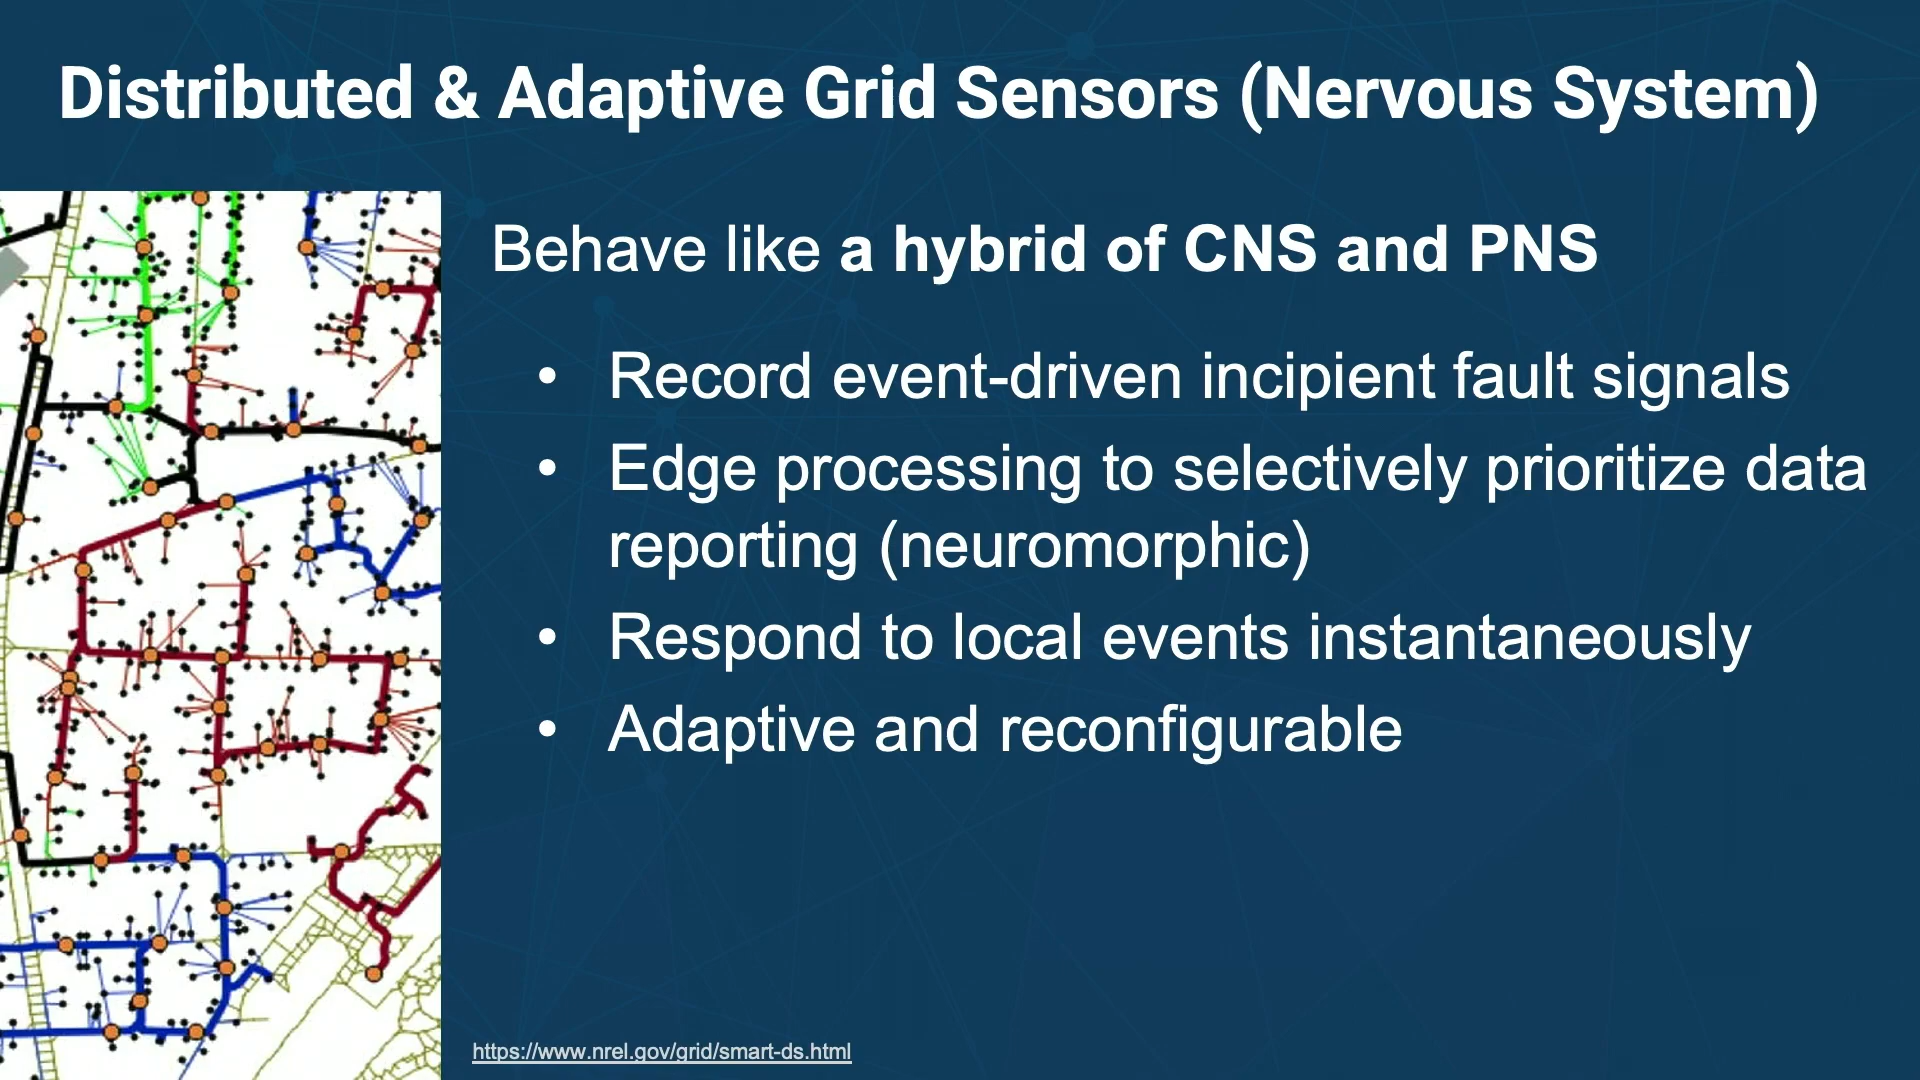 Distributed & Adaptive Grid Sensors (Nervous System)
Behave like a hybrid of CNS and PNS
• Record event-driven incipient fault signals
• Edge processing to selectively prioritize data
reporting (neuromorphic)
• Respond to local events instantaneously
• Adaptive and reconfigurable
https://www.nrel.gov/grid/smart-ds.html